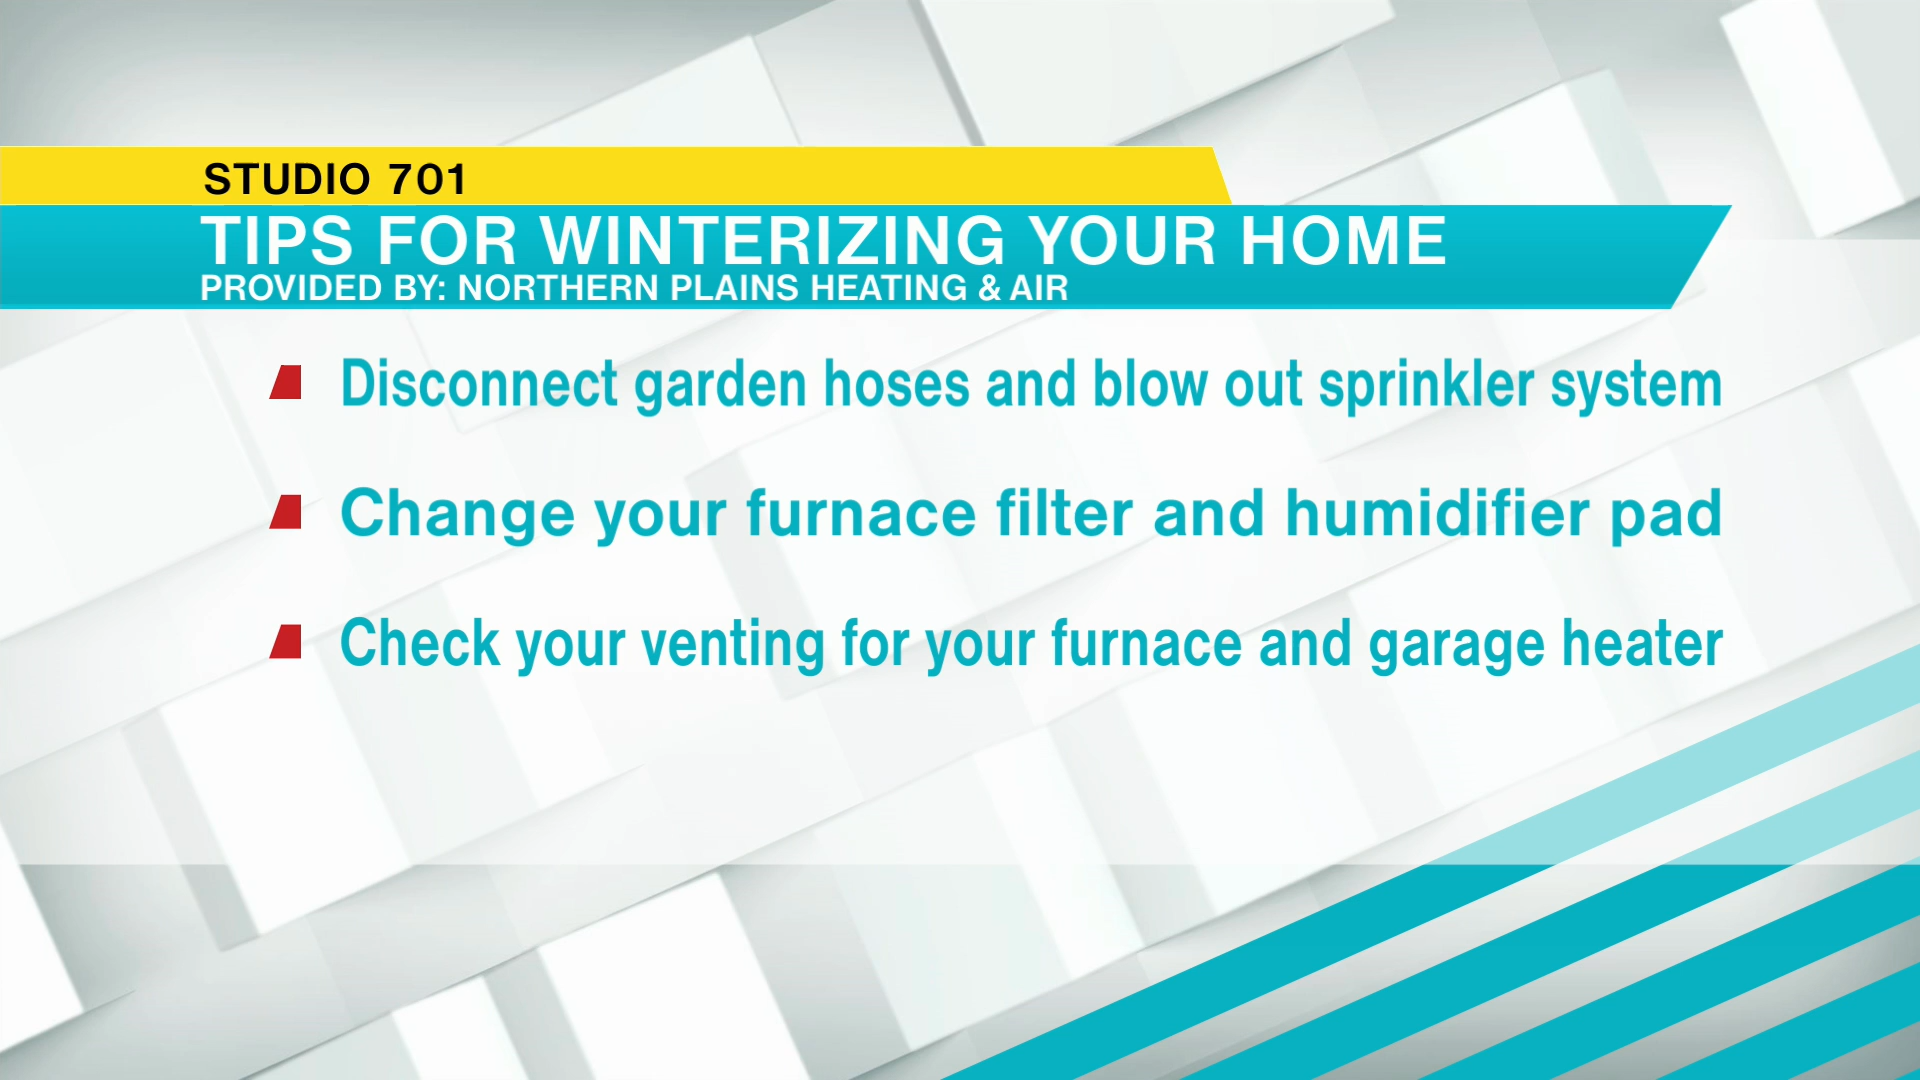 STUDIO 701
TIPS FOR WINTERIZING YOUR HOME
PROVIDED BY: NORTHERN PLAINS HEATING & AIR
Disconnect garden hoses and blow out sprinkler system
Change your furnace filter and humidifier pad
Check your venting for your furnace and garage heater